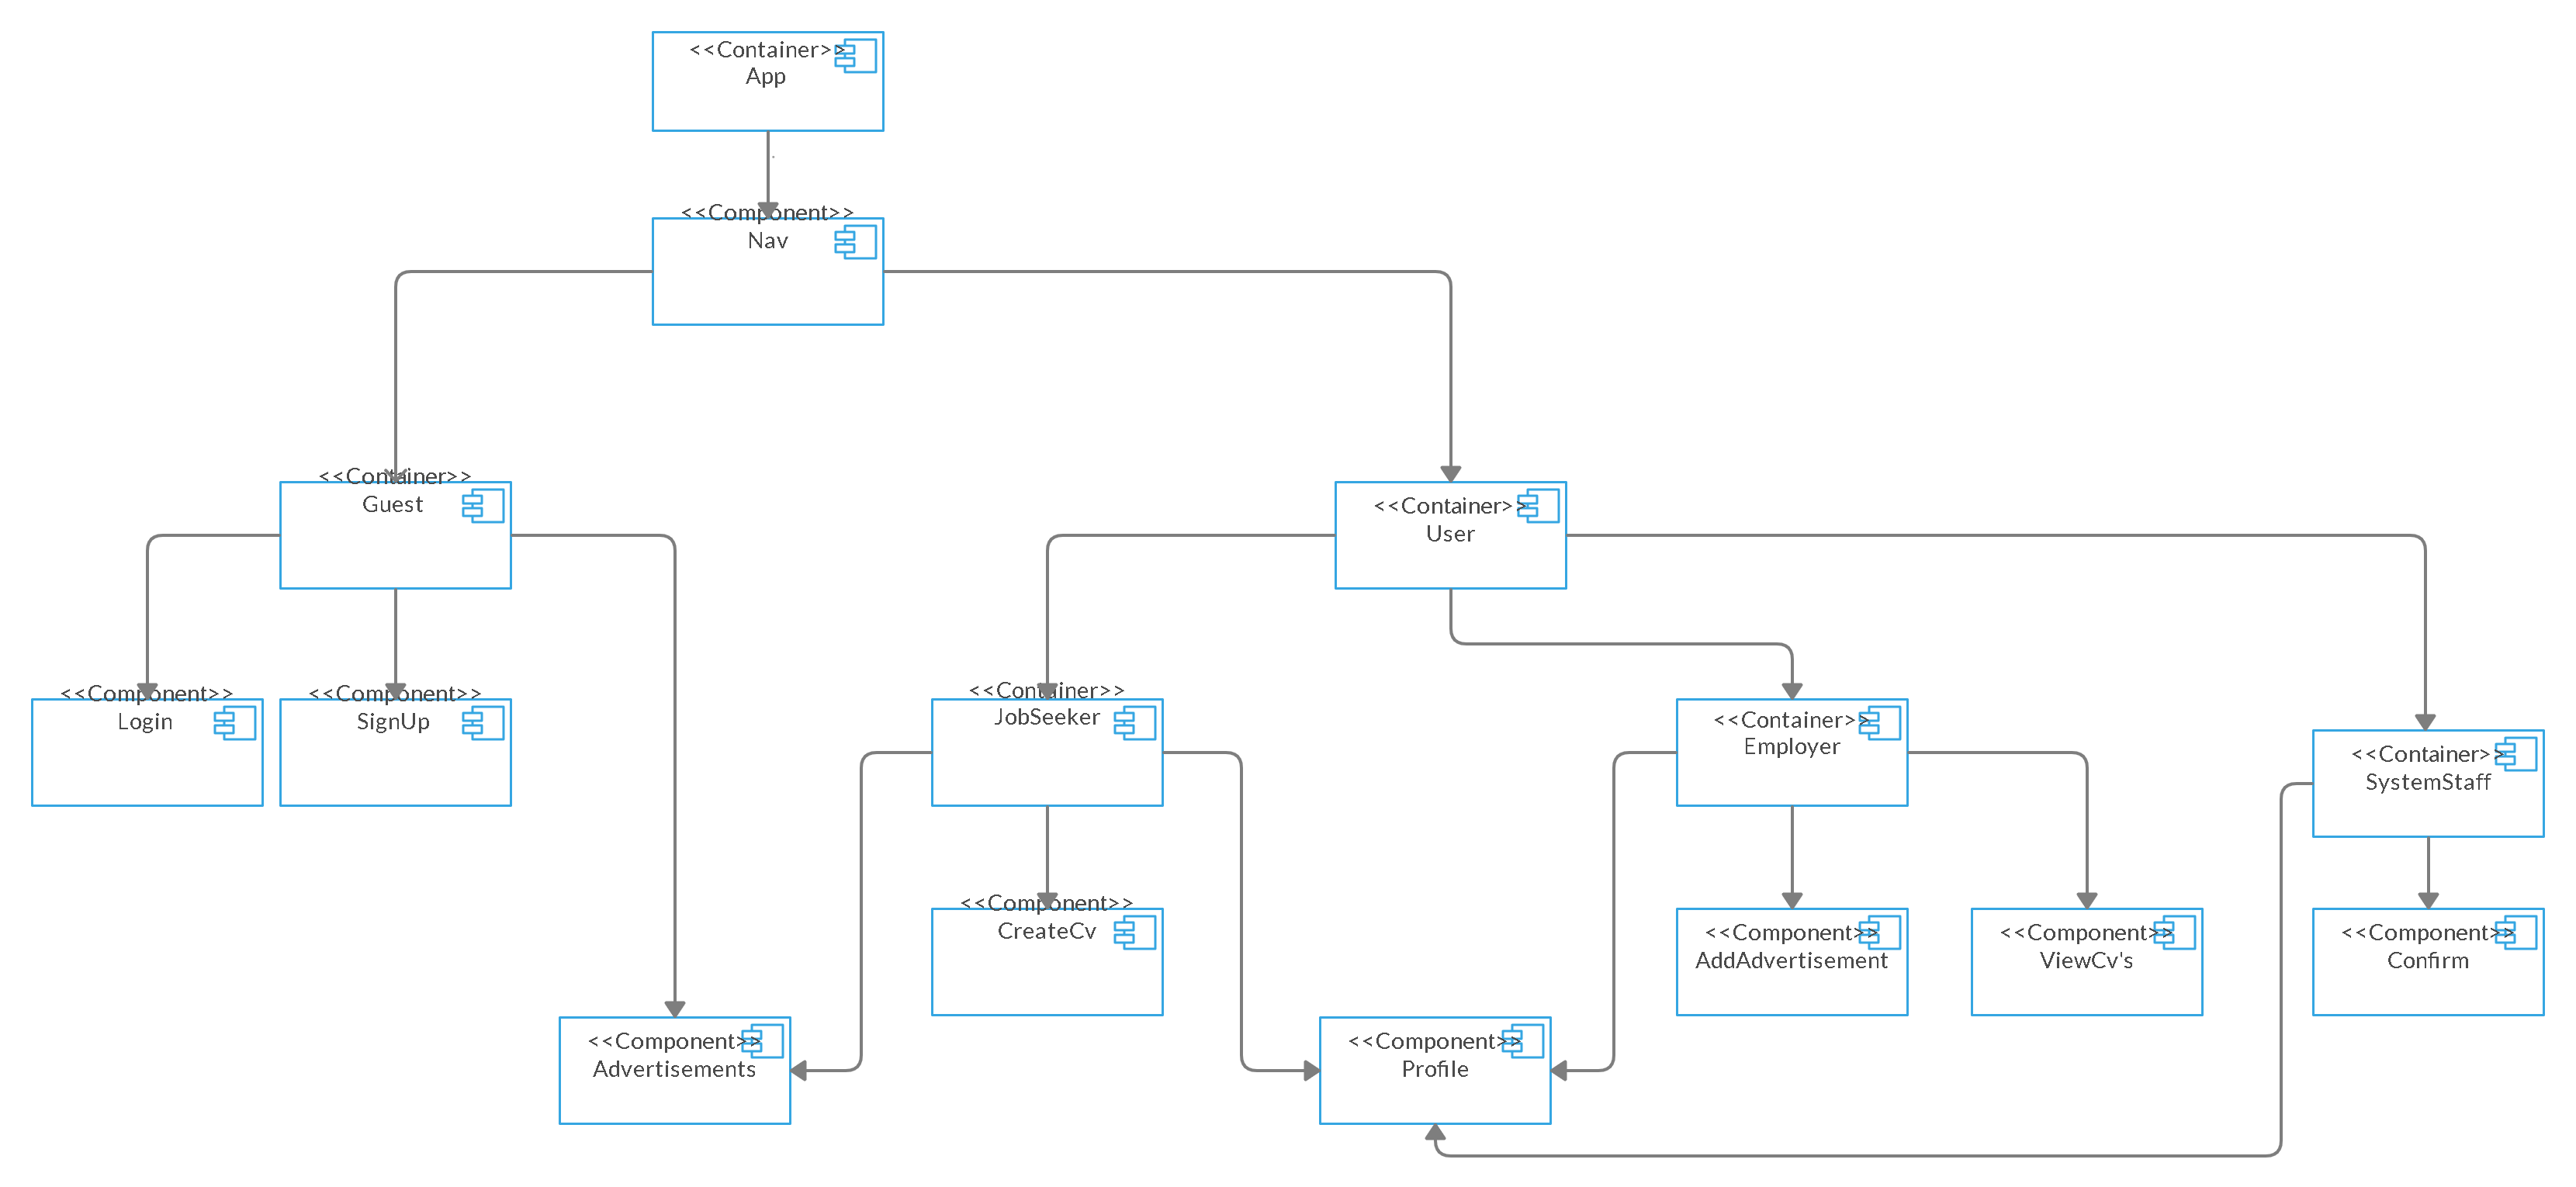 <<Container>>
App
<<Component>>
Nav
<<Container>>
Guest
<<Container>
User
<<Component>>
Login
<<Component>>
SignUp
<<Container>>
JobSeeker
<<Container>
Employer
<<Container>
SystemStaff
<<Component>>
CreateCv
<<Component>>
AddAdvertisement
<<Component>>
ViewCv's
<<Component>>
Confirm
<<Component>>
Advertisements
<<Component>>
Profile